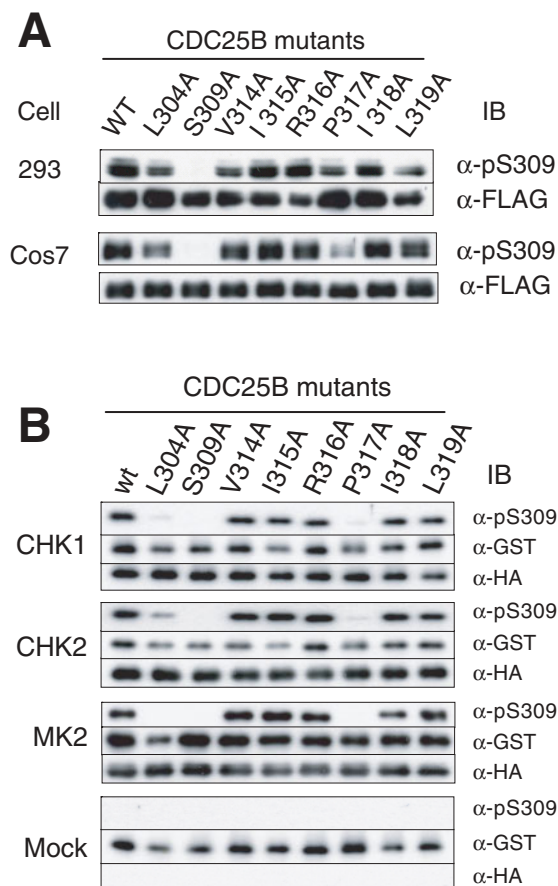 A
CDC25B mutants
Cell
WT
L304A
S309A
V314A
I 315A
R316A
P317A
I 318A
L319A
IB
293
α-pS309
α-FLAG
Cos7
α-pS309
α-FLAG
B
CDC25B mutants
wt
L304A
S309A
V314A
I315A
R316A
P317A
I318A
L319A
IB
CHK1
α-pS309
α-GST
α-HA
CHK2
α-pS309
α-GST
α-HA
MK2
α-pS309
α-GST
α-HA
Mock
α-pS309
α-GST
α-HA